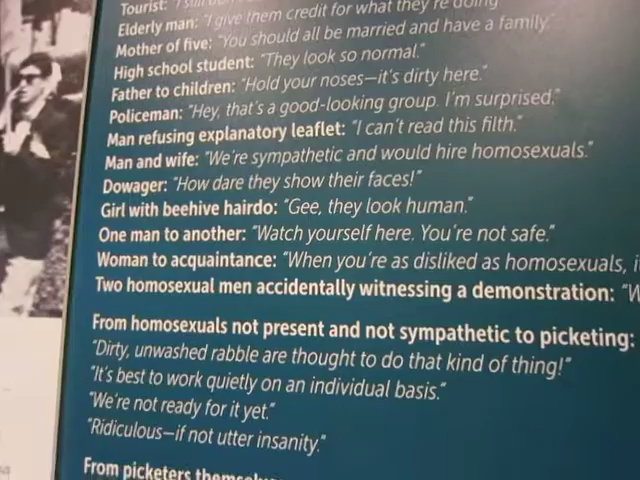 Tourist: "I still
Elderly man: "I give them credit for what they're doing
Mother of five: "You should all be married and have a family."
High school student: "They look so normal."
Father to children: "Hold your noses—it's dirty here."
Policeman: "Hey, that's a good-looking group. I'm surprised."
Man refusing explanatory leaflet: "I can't read this filth."
Man and wife: "We're sympathetic and would hire homosexuals."
Dowager: "How dare they show their faces!"
Girl with beehive hairdo: "Gee, they look human."
One man to another: "Watch yourself here. You're not safe."
Woman to acquaintance: "When you're as disliked as homosexuals, i
Two homosexual men accidentally witnessing a demonstration: "W
From homosexuals not present and not sympathetic to picketing:
"Dirty, unwashed rabble are thought to do that kind of thing!"
"It's best to work quietly on an individual basis."
"We're not ready for it yet."
"Ridiculous—if not utter insanity."
From picketers themselv